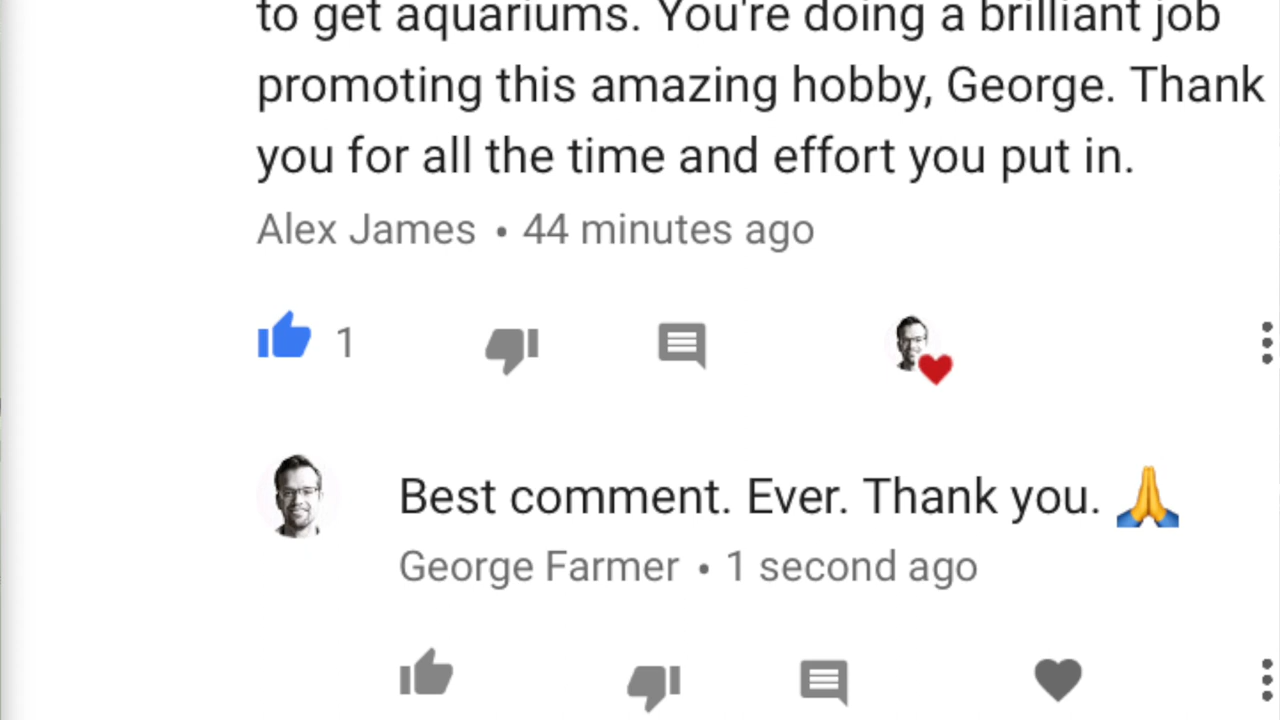 to get aquariums. You're doing a brilliant job
promoting this amazing hobby, George. Thank
you for all the time and effort you put in.
Alex James • 44 minutes ago
1
Best comment. Ever. Thank you. 🙏
George Farmer • 1 second ago